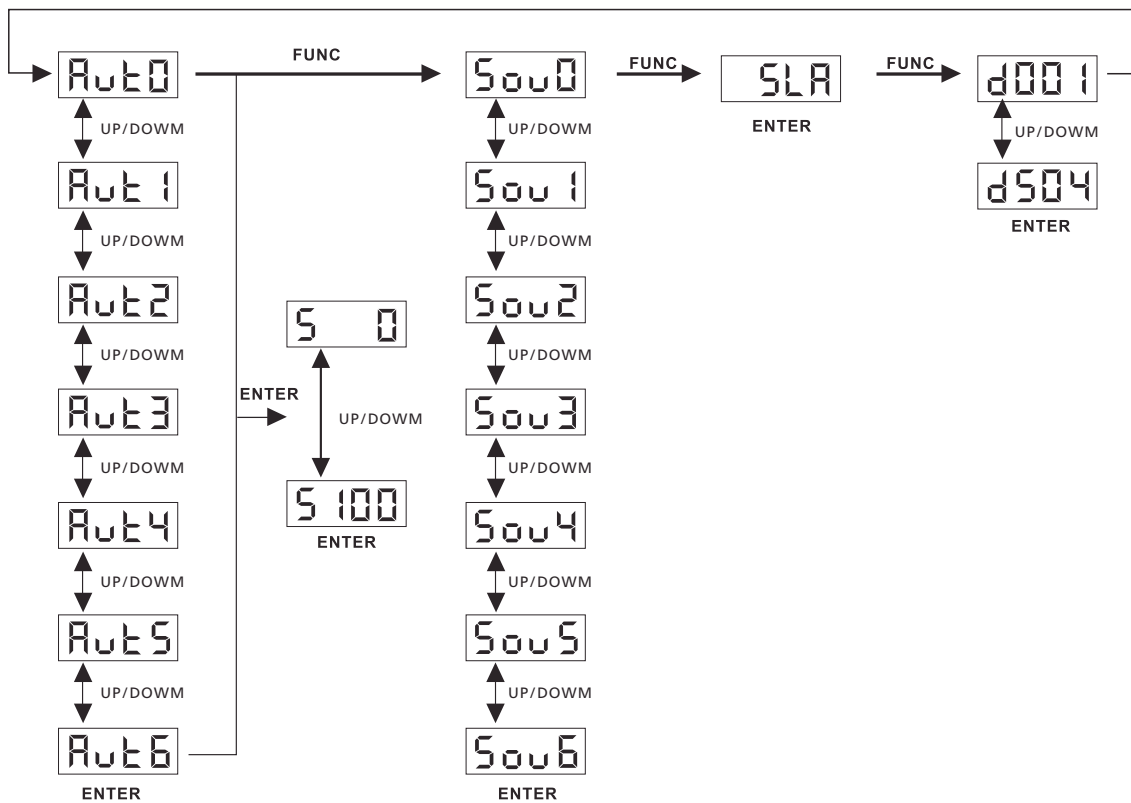 FUNC
Aut0
Sou0
FUNC
SLA
FUNC
d001
UP/DOWM
UP/DOWM
ENTER
UP/DOWM
Aut1
Sou1
d504
ENTER
UP/DOWM
UP/DOWM
Aut2
Sou2
S 0
UP/DOWM
UP/DOWM
Aut3
ENTER
UP/DOWM
Sou3
UP/DOWM
UP/DOWM
Aut4
S100
Sou4
ENTER
UP/DOWM
UP/DOWM
Aut5
Sou5
UP/DOWM
UP/DOWM
Aut6
Sou6
ENTER
ENTER